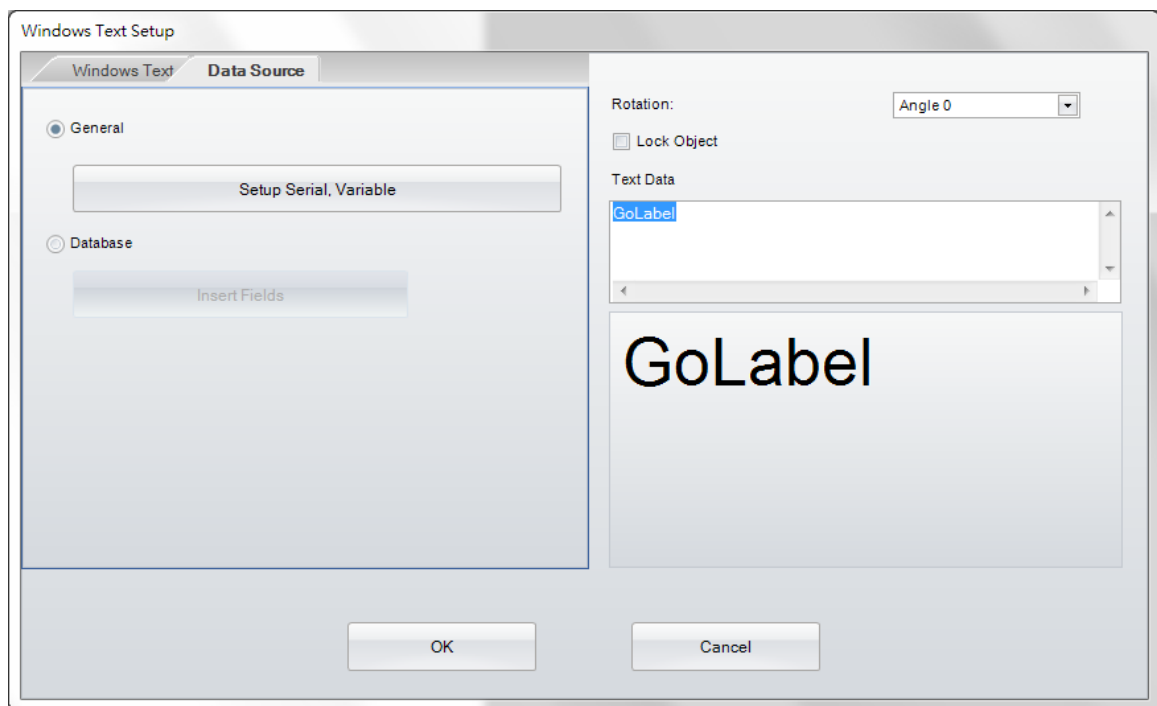 Windows Text Setup
Windows Text
Data Source
General
Setup Serial, Variable
Database
Insert Fields
Rotation:
Angle 0
Lock Object
Text Data
GoLabel
GoLabel
OK
Cancel